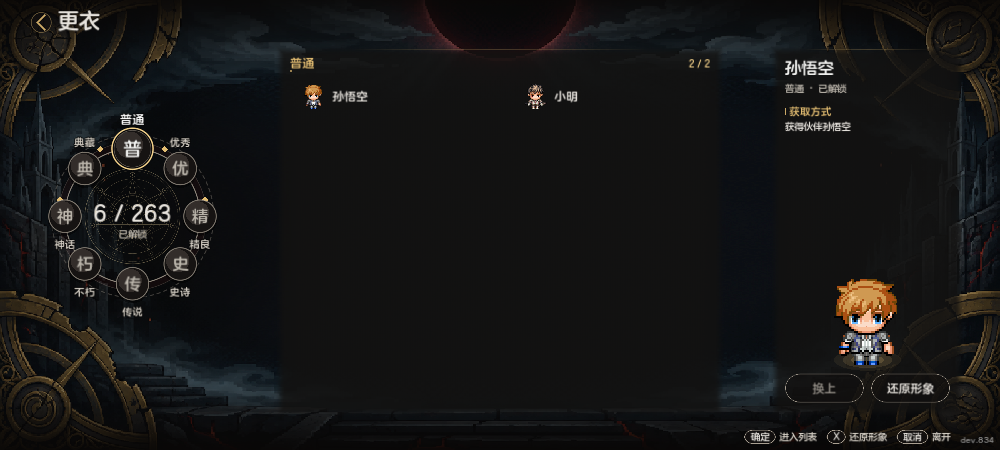 更衣
普通
典藏
优秀
普
典
优
神
6 / 263
已解锁
精
神话
精良
朽
史
不朽
传
史诗
传说
普通
2 / 2
孙悟空
小明
孙悟空
普通 · 已解锁
获取方式
获得伙伴孙悟空
换上
还原形象
确定 进入列表 X 还原形象 取消 离开
dev.834